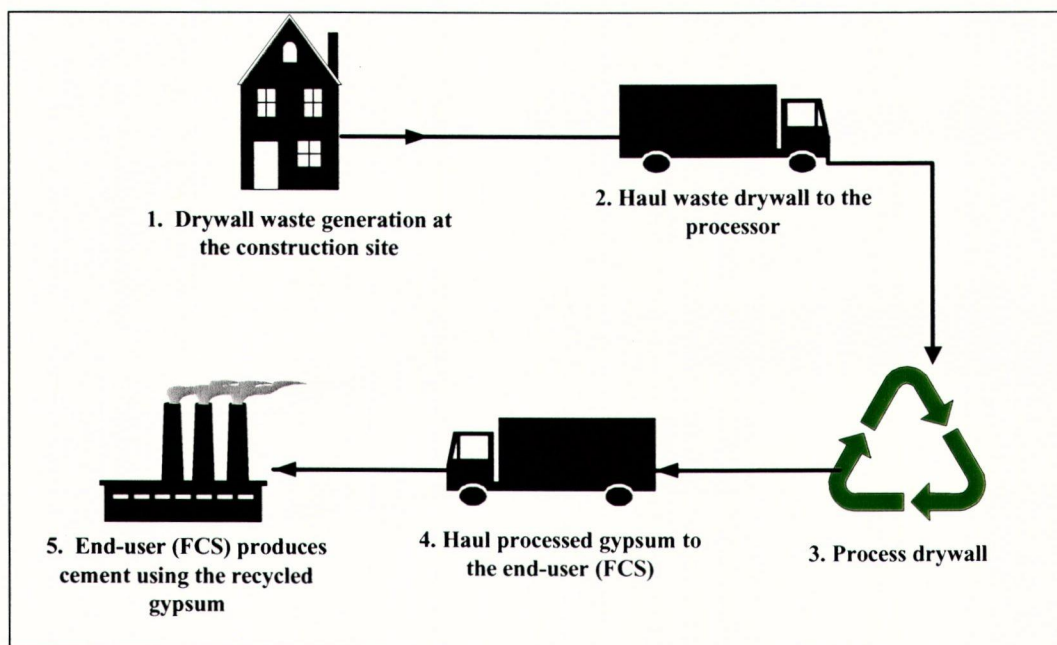 1. Drywall waste generation at
the construction site
2. Haul waste drywall to the
processor
3. Process drywall
4. Haul processed gypsum to
the end-user (FCS)
5. End-user (FCS) produces
cement using the recycled
gypsum